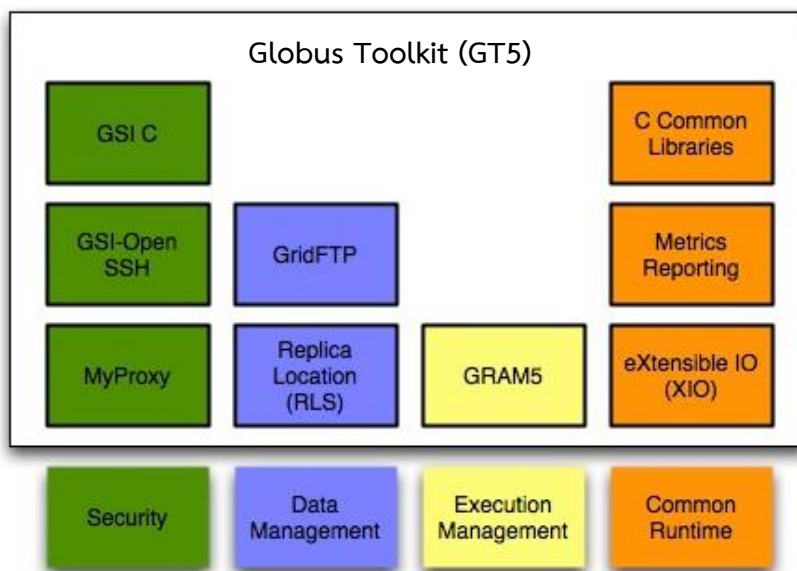 Globus Toolkit (GT5)
GSI C
C Common
Libraries
GSI-Open
SSH
GridFTP
Metrics
Reporting
MyProxy
Replica
Location
(RLS)
GRAM5
eXtensible IO
(XIO)
Security
Data
Management
Execution
Management
Common
Runtime